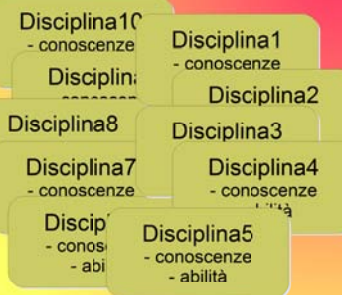 Disciplina10
- conoscenze
Disciplina1
- conoscenze
Disciplina2
Disciplina8
Disciplina3
Disciplina7
- conoscenze
Disciplina4
- conoscenze
Disciplina5
- conoscenze
- abilità